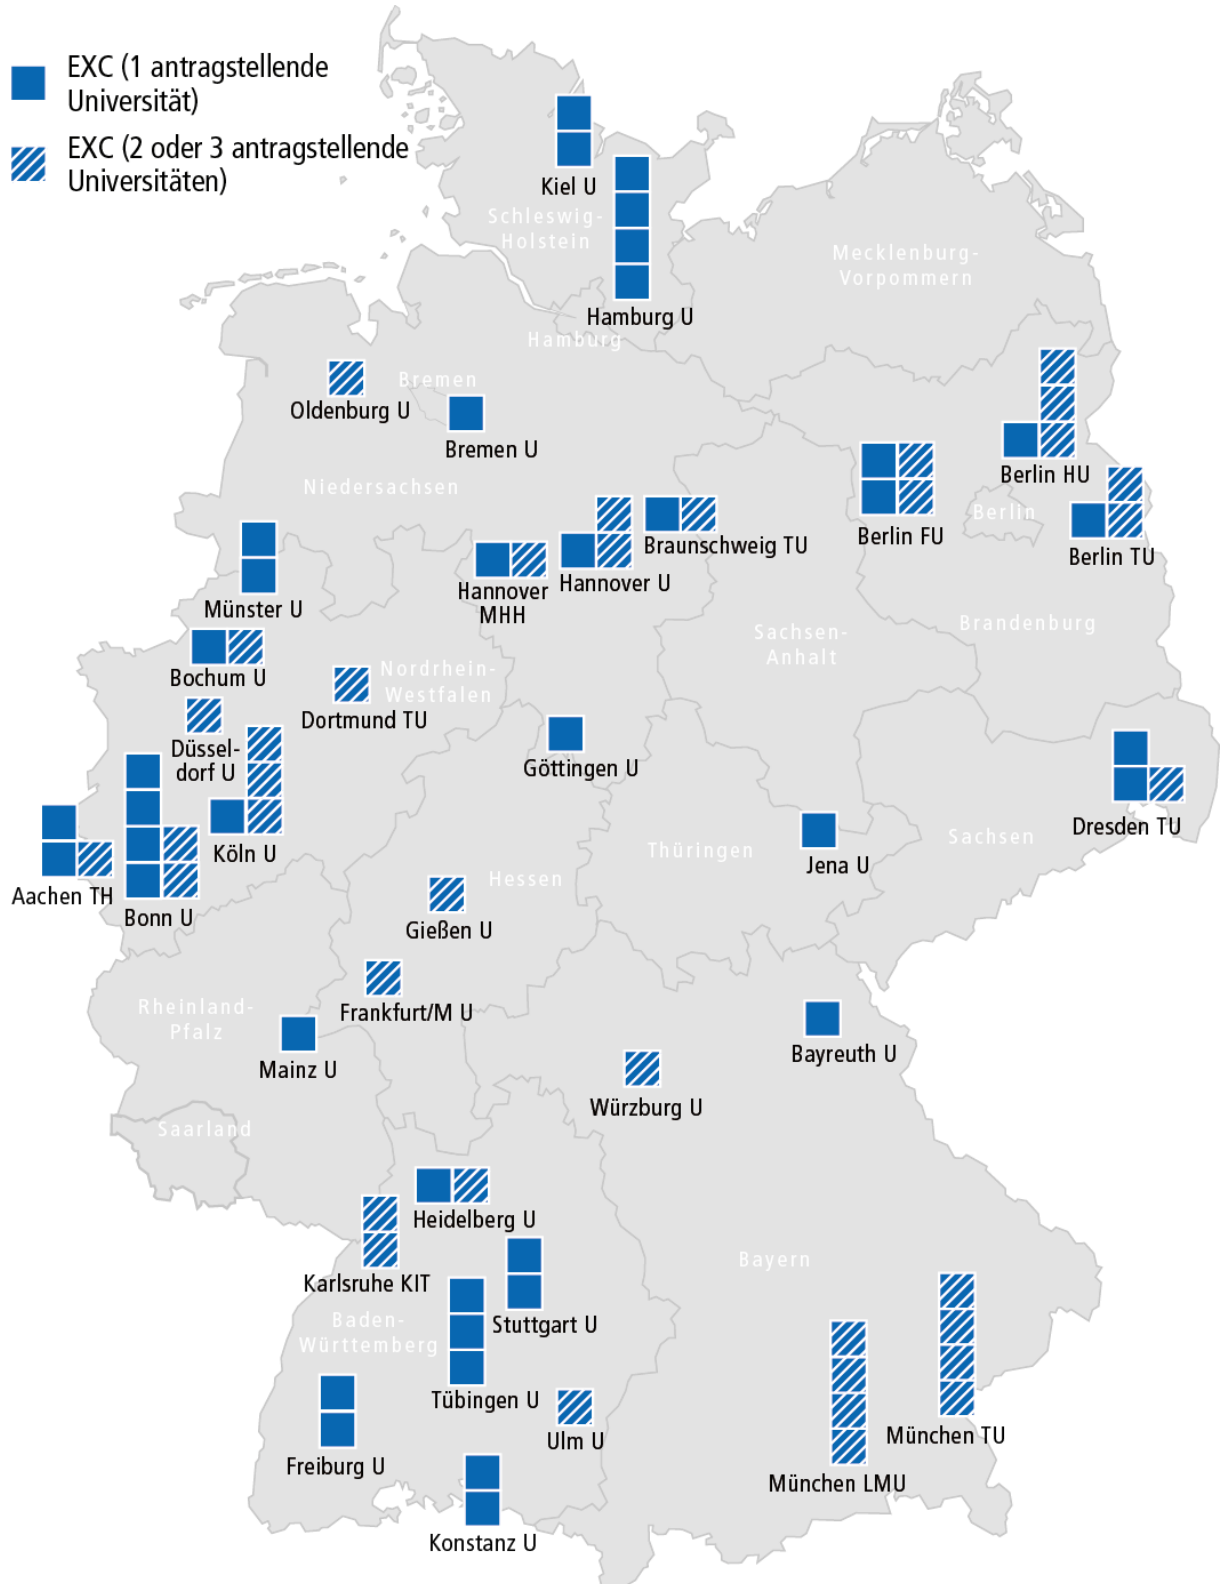 EXC (1 antragstellende
Universität)
EXC (2 oder 3 antragstellende
Universitäten)
Kiel U
Schleswig-
Holstein
Mecklenburg-
Vorpommern
Hamburg U
Hamburg
Bremen
Oldenburg U
Bremen U
Berlin HU
Niedersachsen
Berlin
Berlin FU
Braunschweig TU
Berlin TU
Hannover U
Hannover
MHH
Münster U
Brandenburg
Sachsen-
Anhalt
Bochum U
Nordrhein-
Westfalen
Dortmund TU
Düssel-
dorf U
Göttingen U
Dresden TU
Sachsen
Köln U
Thüringen
Jena U
Aachen TH
Bonn U
Hessen
Gießen U
Rheinland-
Pfalz
Frankfurt/M U
Mainz U
Bayreuth U
Würzburg U
Saarland
Heidelberg U
Bayern
Karlsruhe KIT
Baden-
Württemberg
Stuttgart U
Tübingen U
Ulm U
München TU
Freiburg U
München LMU
Konstanz U